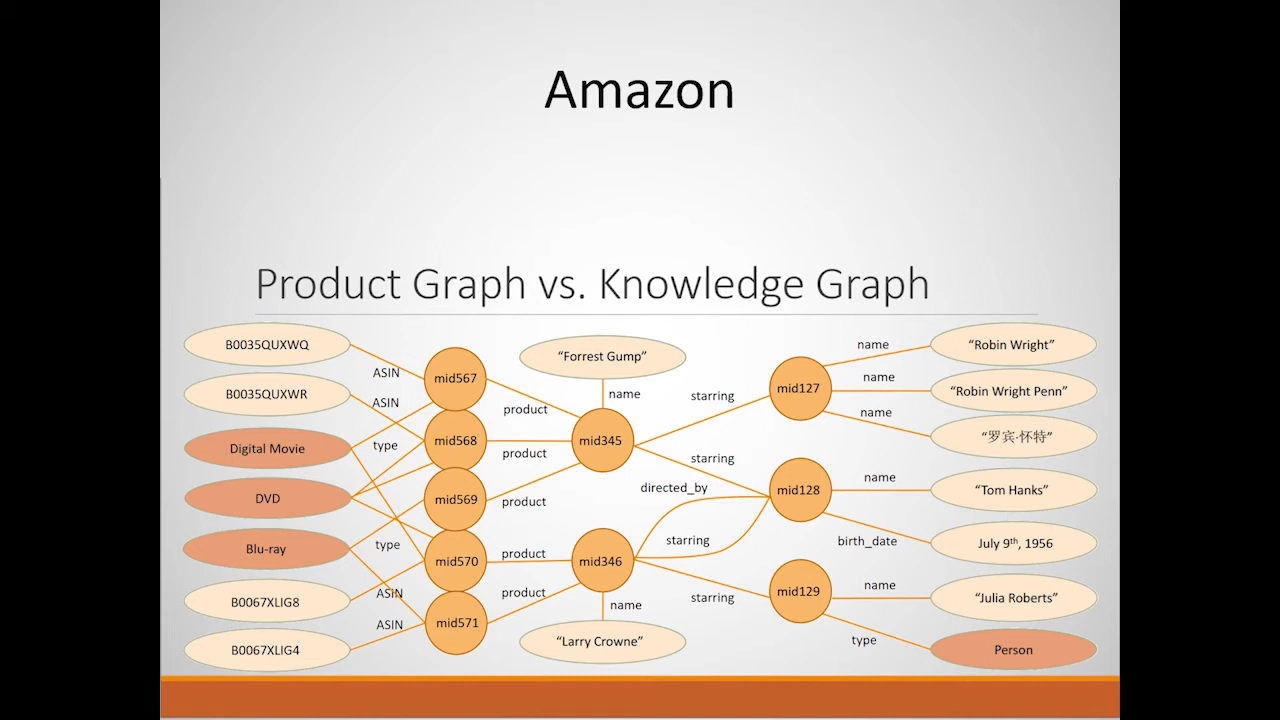 Amazon
Product Graph vs. Knowledge Graph
B0035QUXWQ
B0035QUXWR
Digital Movie
DVD
Blu-ray
B0067XLIG8
B0067XLIG4
ASIN
ASIN
type
type
ASIN
ASIN
mid567
mid568
mid569
mid570
mid571
product
product
product
product
product
"Forrest Gump"
name
mid345
mid346
name
"Larry Crowne"
starring
starring
directed_by
starring
starring
mid127
mid128
mid129
name
name
name
name
birth_date
name
type
"Robin Wright"
"Robin Wright Penn"
"罗宾·怀特"
"Tom Hanks"
July 9th, 1956
"Julia Roberts"
Person